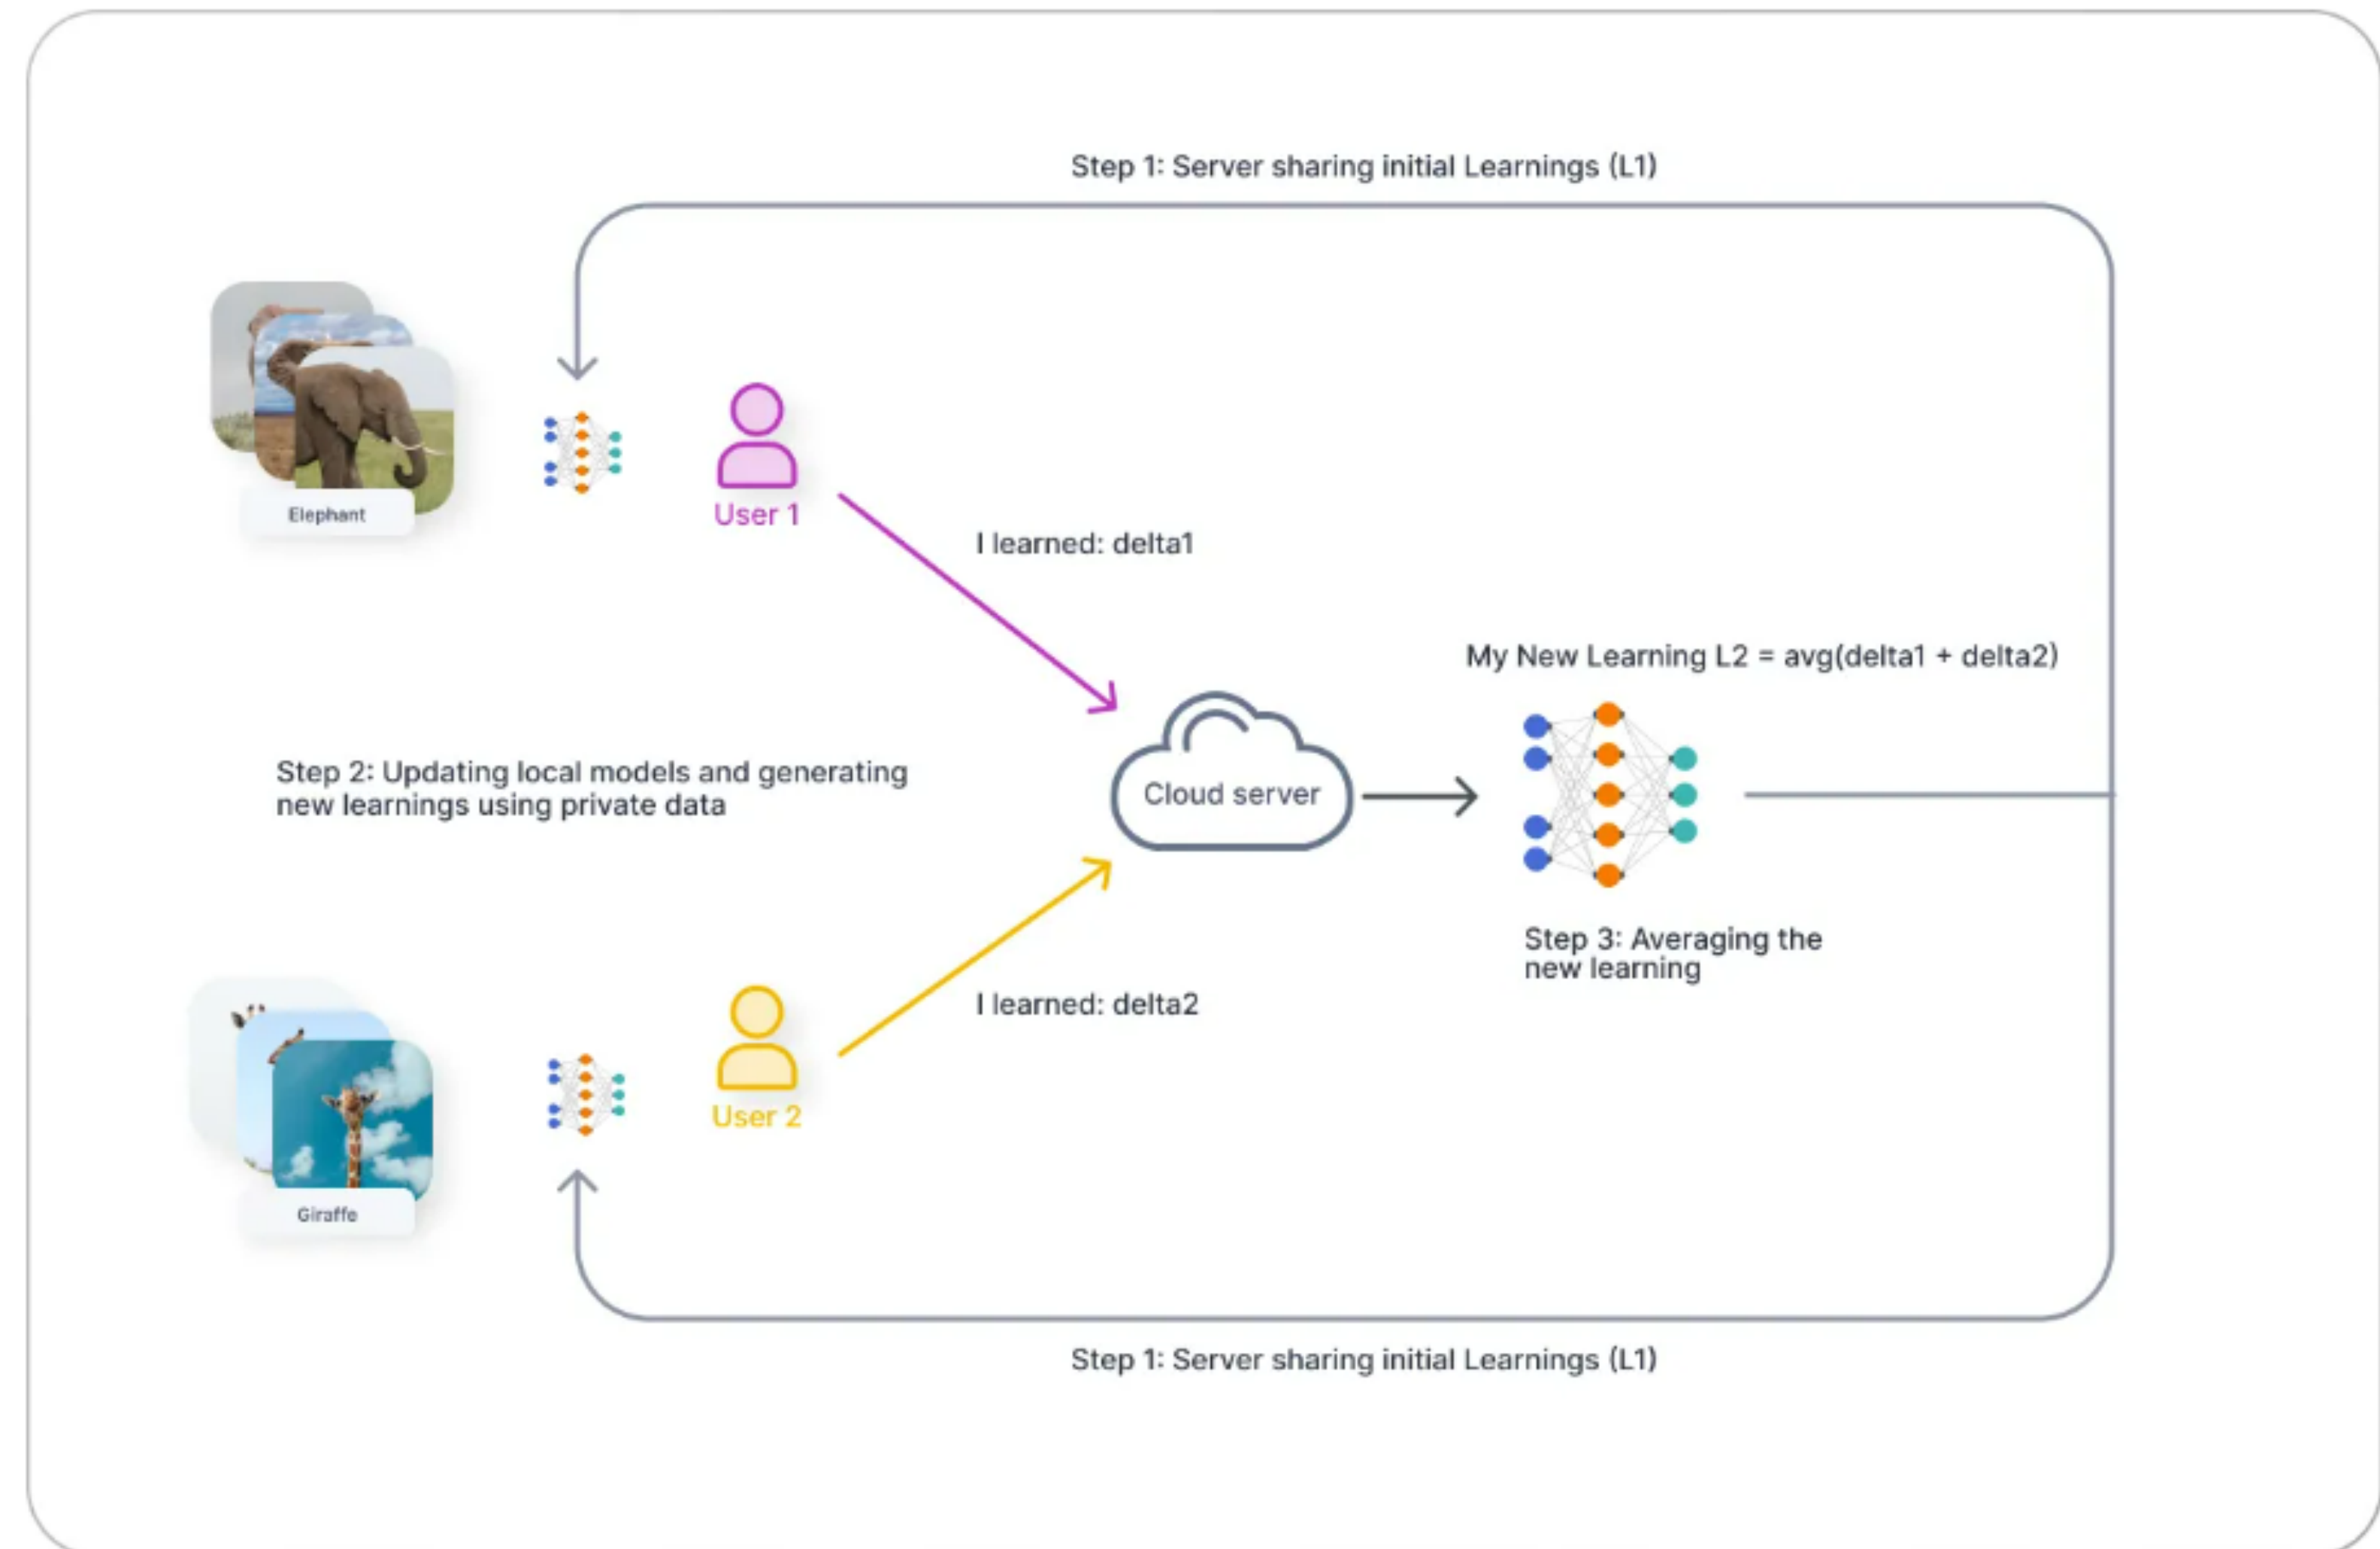 Step 1: Server sharing initial Learnings (L1)
Elephant
User 1
I learned: delta1
My New Learning L2 = avg(delta1 + delta2)
Step 2: Updating local models and generating
new learnings using private data
Cloud server
Step 3: Averaging the
new learning
I learned: delta2
User 2
Giraffe
Step 1: Server sharing initial Learnings (L1)